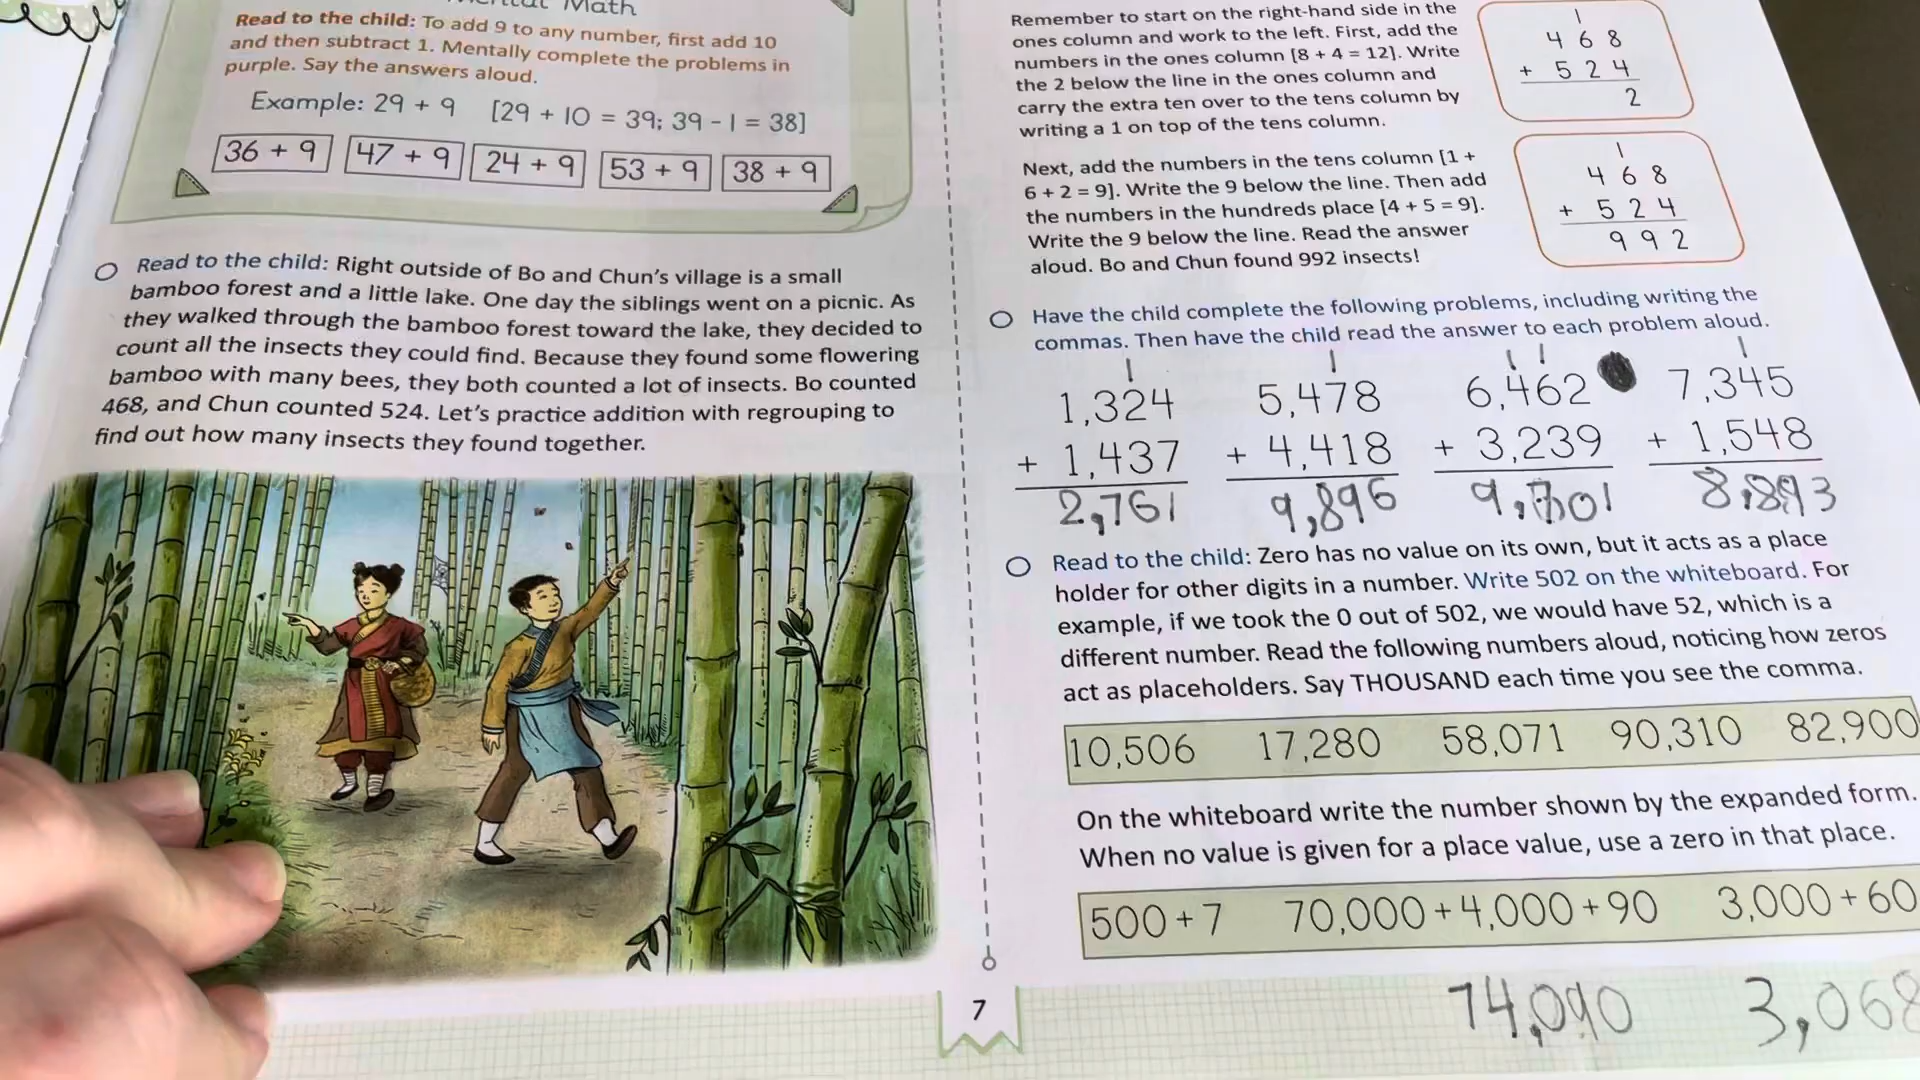 Mental Math
Read to the child: To add 9 to any number, first add 10
and then subtract 1. Mentally complete the problems in
purple. Say the answers aloud.
Example: 29 + 9 [29 + 10 = 39; 39 - 1 = 38]
36 + 9 47 + 9 24 + 9 53 + 9 38 + 9
Read to the child: Right outside of Bo and Chun's village is a small
bamboo forest and a little lake. One day the siblings went on a picnic. As
they walked through the bamboo forest toward the lake, they decided to
count all the insects they could find. Because they found some flowering
bamboo with many bees, they both counted a lot of insects. Bo counted
468, and Chun counted 524. Let's practice addition with regrouping to
find out how many insects they found together.
Remember to start on the right-hand side in the
ones column and work to the left. First, add the
numbers in the ones column [8 + 4 = 12]. Write
the 2 below the line in the ones column and
carry the extra ten over to the tens column by
writing a 1 on top of the tens column.
1
468
+ 524
2
Next, add the numbers in the tens column [1 +
6 + 2 = 9]. Write the 9 below the line. Then add
the numbers in the hundreds place [4 + 5 = 9].
Write the 9 below the line. Read the answer
aloud. Bo and Chun found 992 insects!
1
468
+ 524
992
Have the child complete the following problems, including writing the
commas. Then have the child read the answer to each problem aloud.
1 1 1 1 1
1,324 5,478 6,462 7,345
+ 1,437 + 4,418 + 3,239 + 1,548
2,761 9,896 9,701 8,893
Read to the child: Zero has no value on its own, but it acts as a place
holder for other digits in a number. Write 502 on the whiteboard. For
example, if we took the 0 out of 502, we would have 52, which is a
different number. Read the following numbers aloud, noticing how zeros
act as placeholders. Say THOUSAND each time you see the comma.
10,506 17,280 58,071 90,310 82,900
On the whiteboard write the number shown by the expanded form.
When no value is given for a place value, use a zero in that place.
500 + 7 70,000 + 4,000 + 90 3,000 + 60
74,090 3,068
7